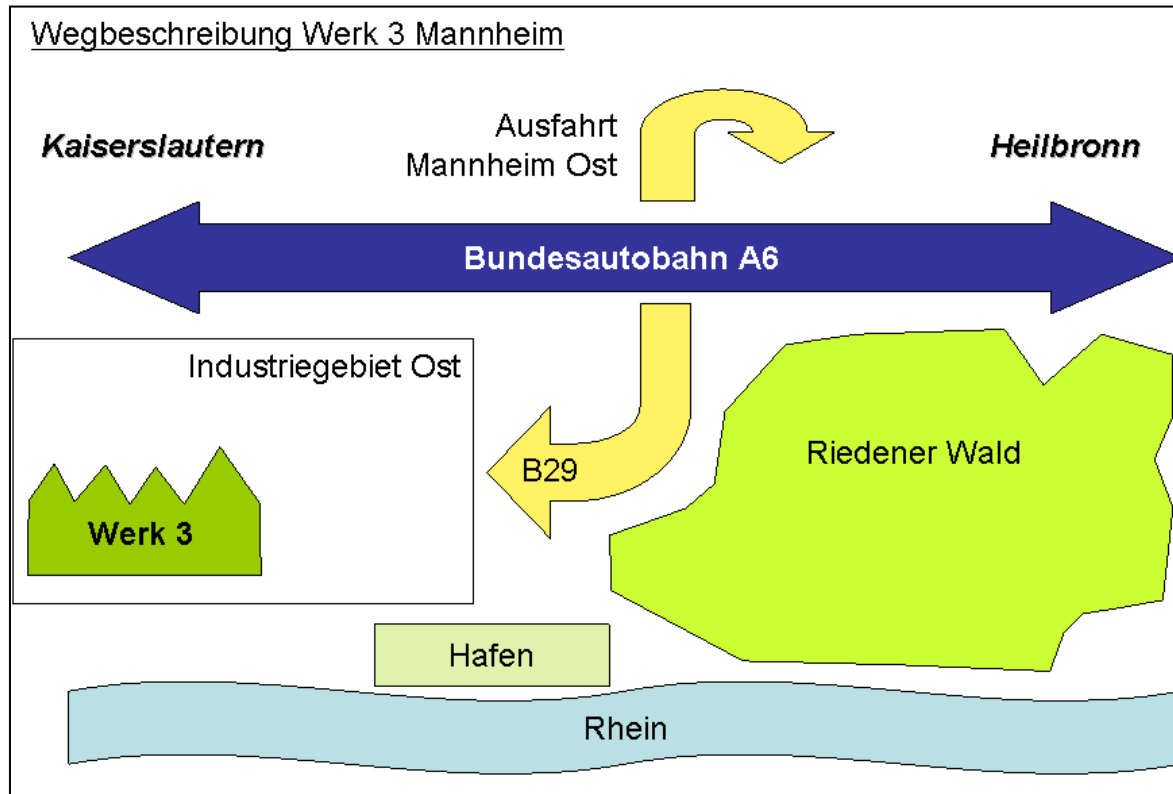 Wegbeschreibung Werk 3 Mannheim
Ausfahrt
Mannheim Ost
Kaiserslautern
Heilbronn
Bundesautobahn A6
Industriegebiet Ost
B29
Riedener Wald
Werk 3
Hafen
Rhein